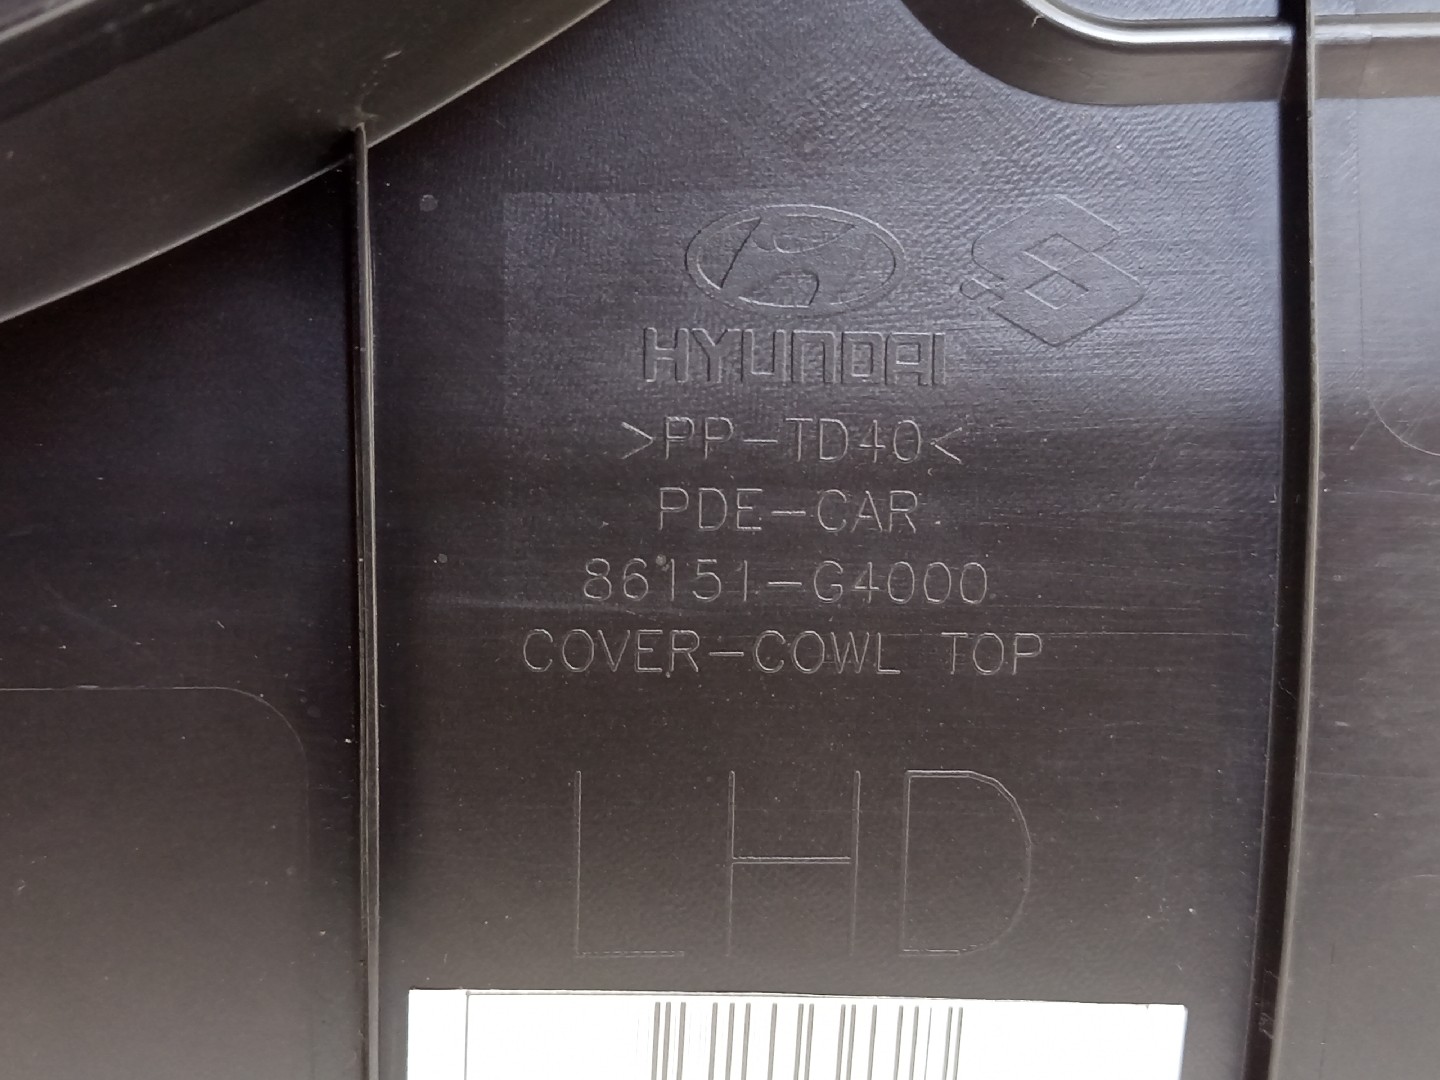 HYUNDAI
>PP-TD40<
PDE-CAR
86151-G4000
COVER-COWL TOP
LHD